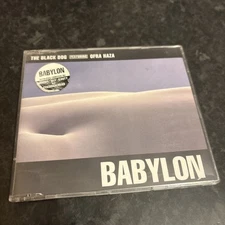 THE BLACK DOG FEATURING OFRA HAZA
BABYLON
BABYLON